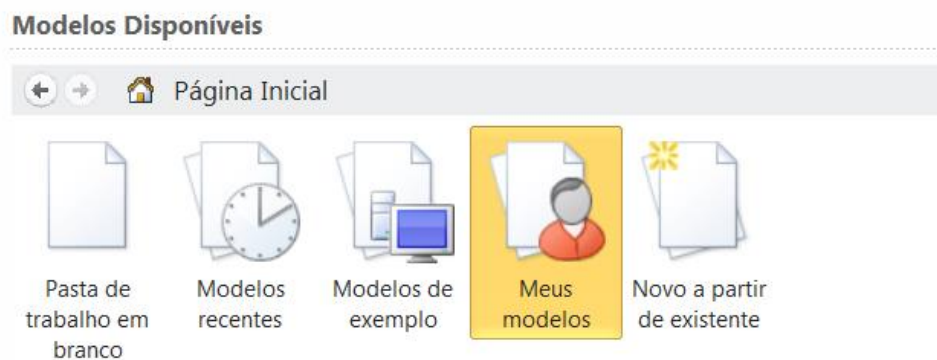 Modelos Disponíveis
Página Inicial
Pasta de
trabalho em
branco
Modelos
recentes
Modelos de
exemplo
Meus
modelos
Novo a partir
de existente